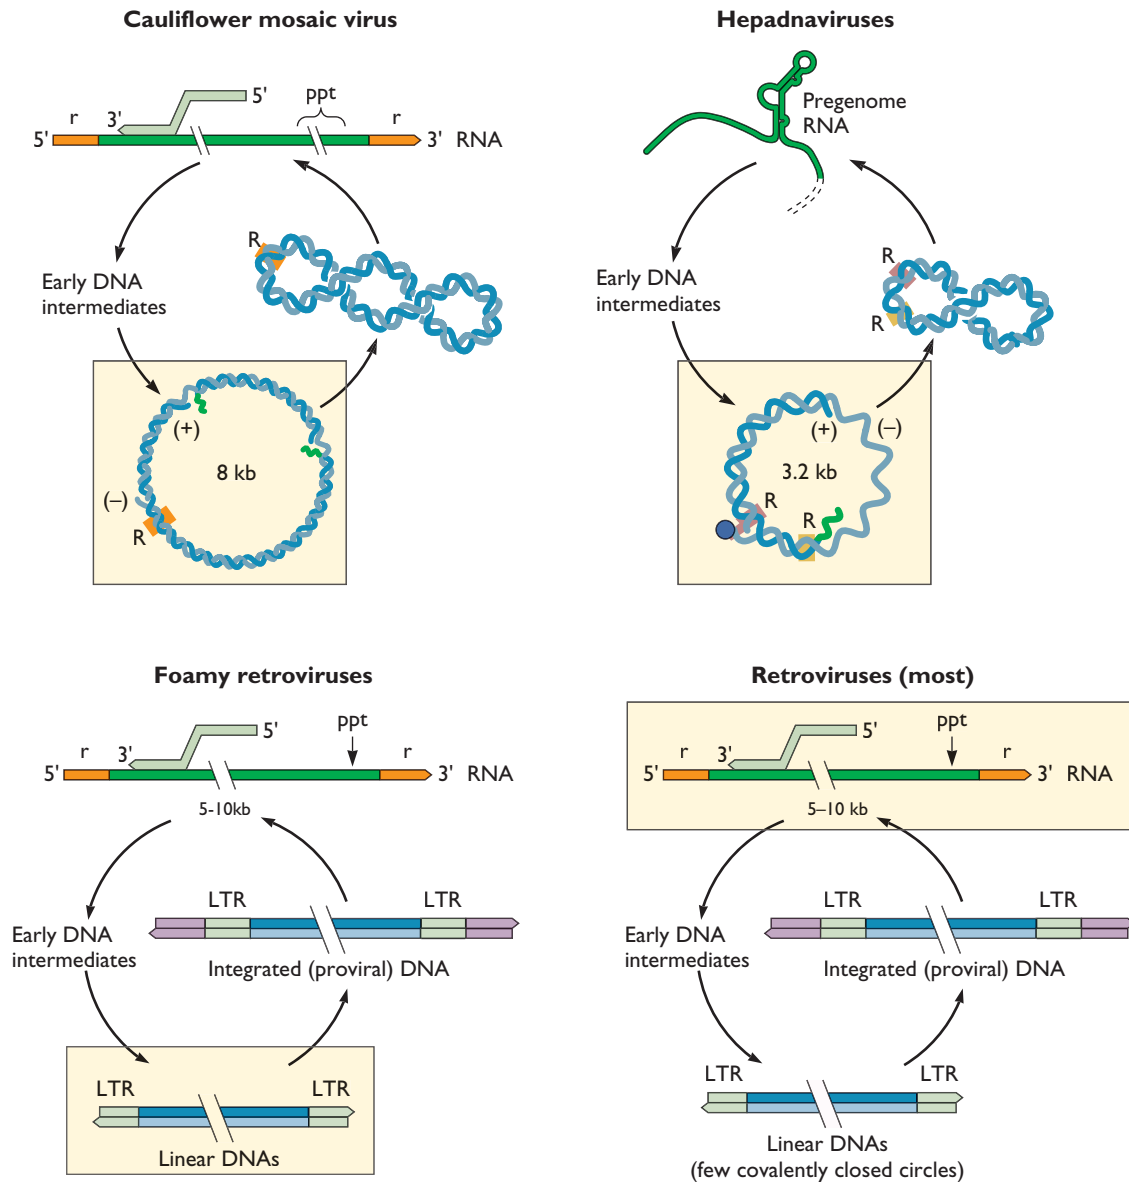 Cauliflower mosaic virus
5'
ppt
r
3'
r
5'
3' RNA
R
Early DNA
intermediates
(+)
8 kb
(–)
R
Hepadnaviruses
Pregenome
RNA
R
Early DNA
intermediates
R
(+)
(–)
3.2 kb
R
R
Foamy retroviruses
ppt
5'
r
3'
r
5'
3' RNA
5-10kb
LTR
LTR
Early DNA
intermediates
Integrated (proviral) DNA
LTR
LTR
Linear DNAs
Retroviruses (most)
5'
ppt
r
3'
r
5'
3' RNA
5–10 kb
LTR
LTR
Early DNA
intermediates
Integrated (proviral) DNA
LTR
LTR
Linear DNAs
(few covalently closed circles)